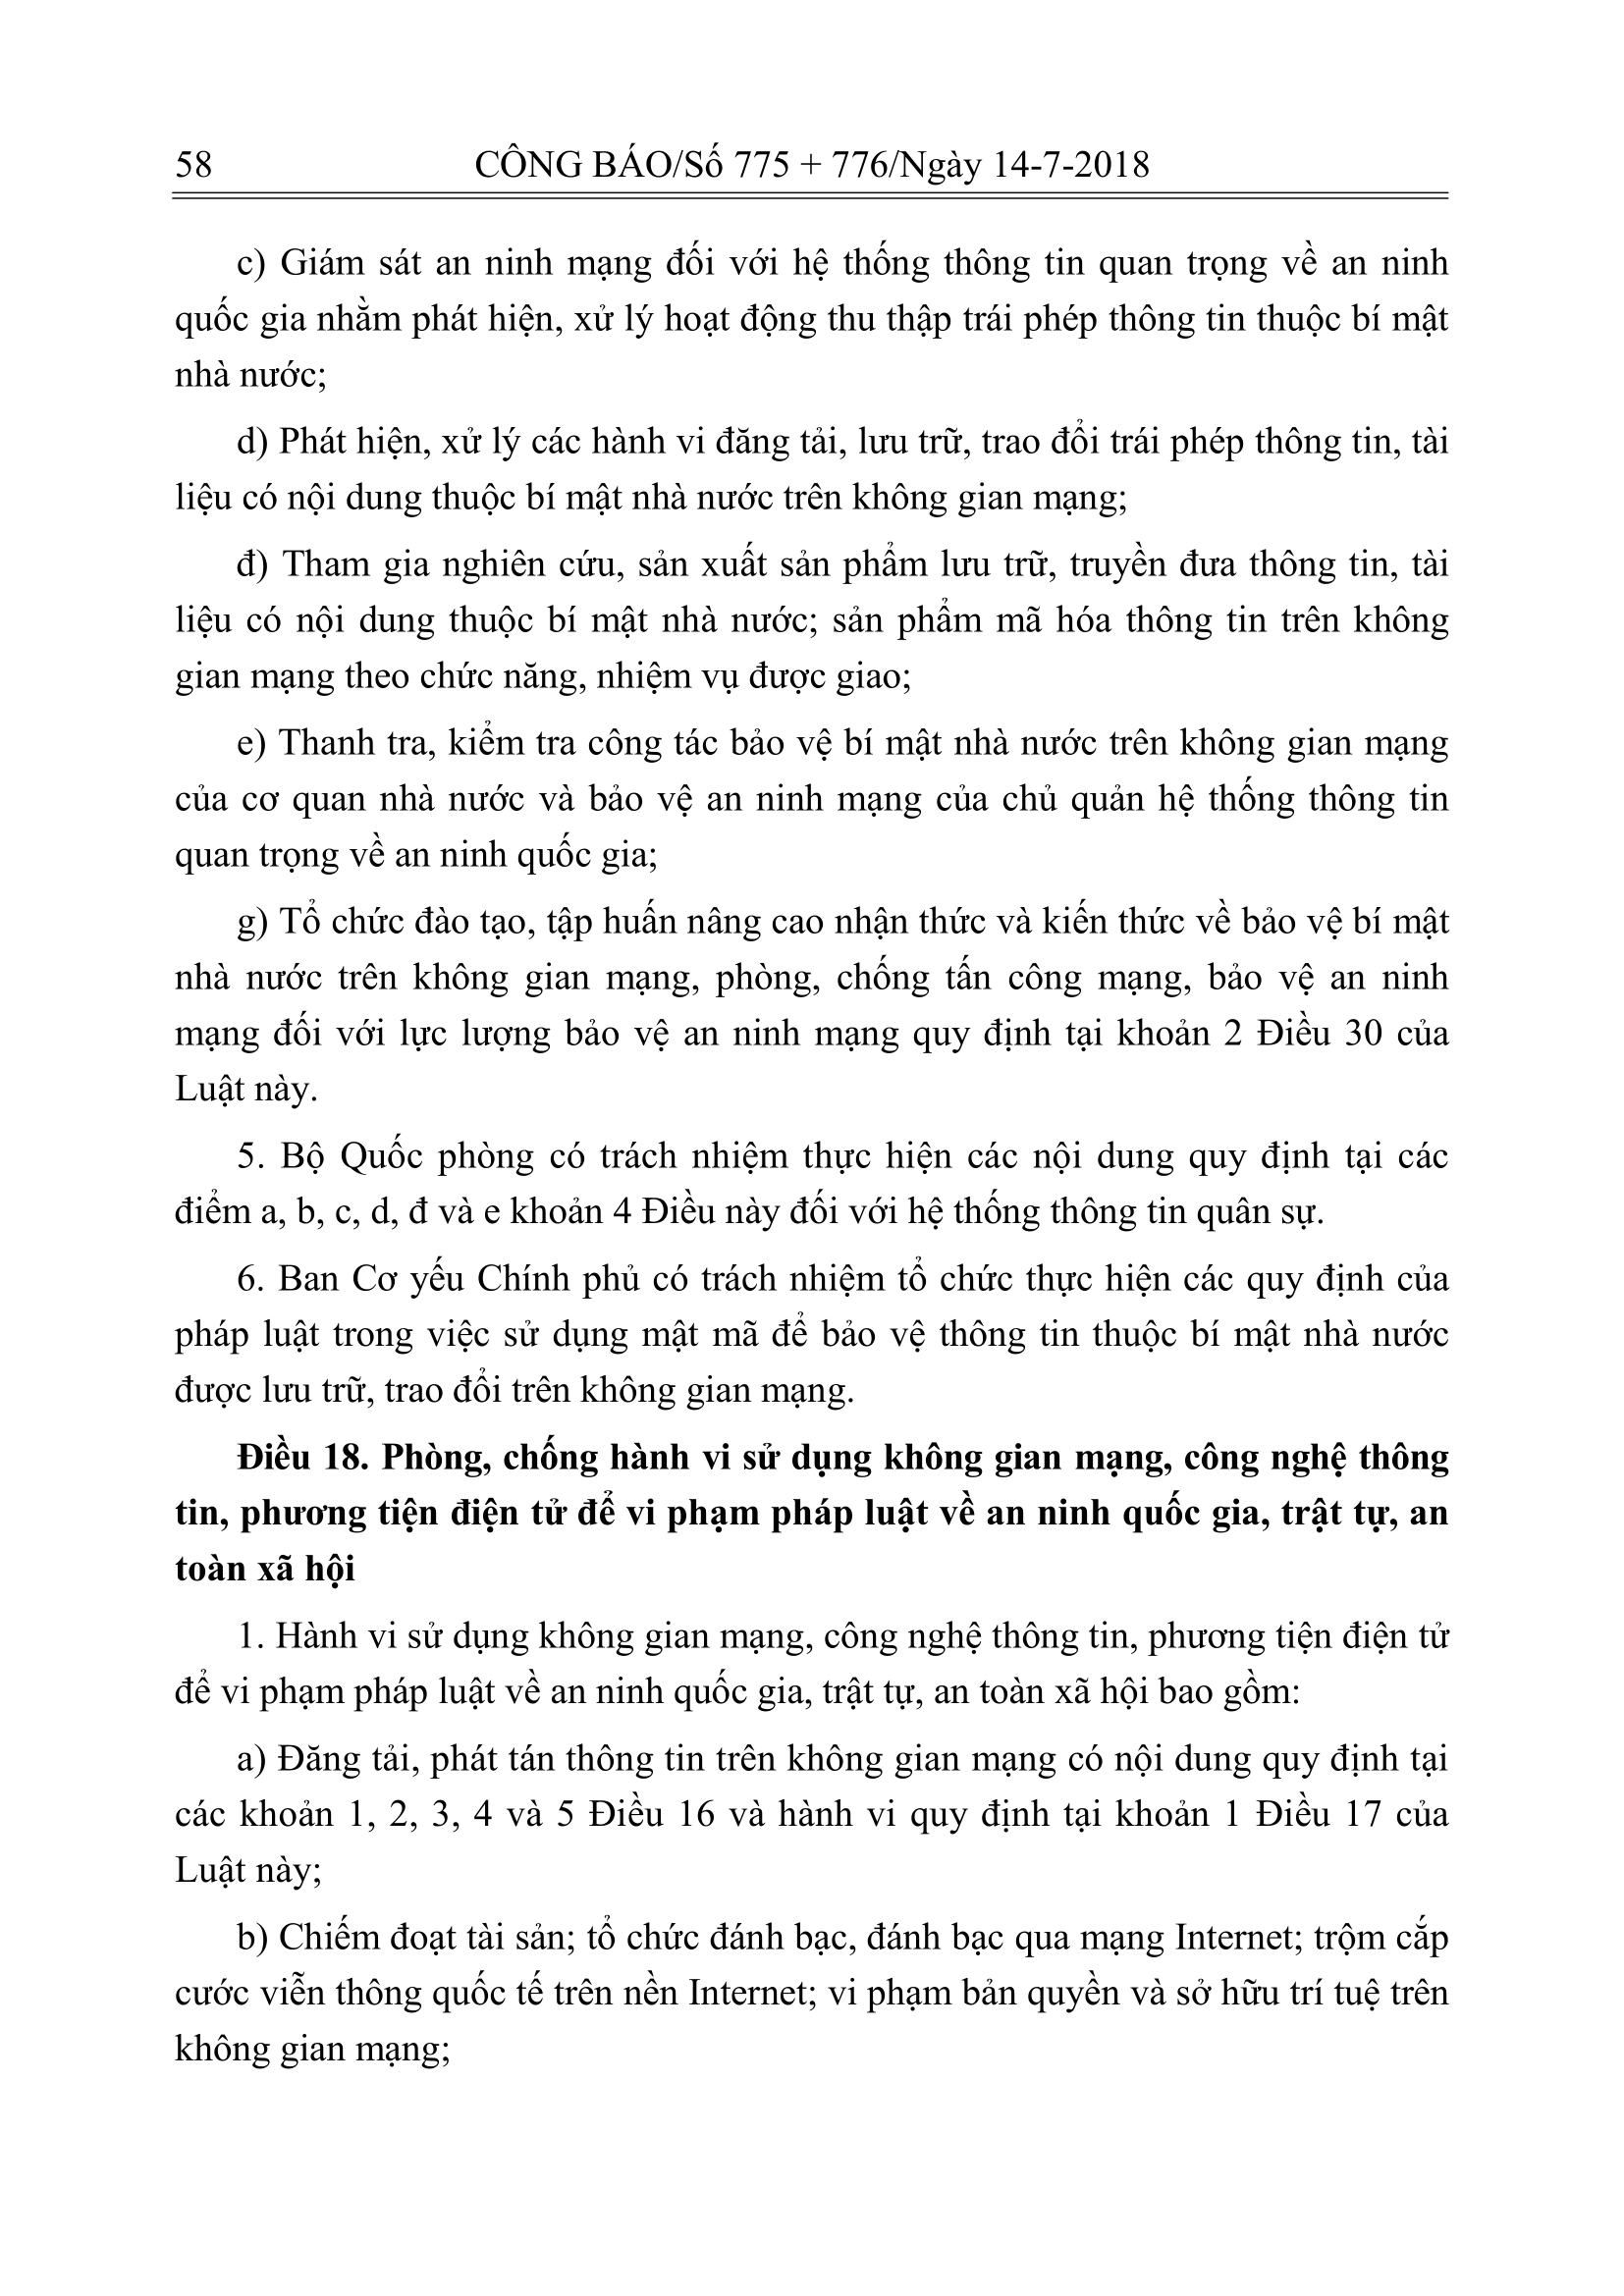 58
CÔNG BÁO/Số 775 + 776/Ngày 14-7-2018
c) Giám sát an ninh mạng đối với hệ thống thông tin quan trọng về an ninh
quốc gia nhằm phát hiện, xử lý hoạt động thu thập trái phép thông tin thuộc bí mật
nhà nước;
d) Phát hiện, xử lý các hành vi đăng tải, lưu trữ, trao đổi trái phép thông tin, tài
liệu có nội dung thuộc bí mật nhà nước trên không gian mạng;
đ) Tham gia nghiên cứu, sản xuất sản phẩm lưu trữ, truyền đưa thông tin, tài
liệu có nội dung thuộc bí mật nhà nước; sản phẩm mã hóa thông tin trên không
gian mạng theo chức năng, nhiệm vụ được giao;
e) Thanh tra, kiểm tra công tác bảo vệ bí mật nhà nước trên không gian mạng
của cơ quan nhà nước và bảo vệ an ninh mạng của chủ quản hệ thống thông tin
quan trọng về an ninh quốc gia;
g) Tổ chức đào tạo, tập huấn nâng cao nhận thức và kiến thức về bảo vệ bí mật
nhà nước trên không gian mạng, phòng, chống tấn công mạng, bảo vệ an ninh
mạng đối với lực lượng bảo vệ an ninh mạng quy định tại khoản 2 Điều 30 của
Luật này.
5. Bộ Quốc phòng có trách nhiệm thực hiện các nội dung quy định tại các
điểm a, b, c, d, đ và e khoản 4 Điều này đối với hệ thống thông tin quân sự.
6. Ban Cơ yếu Chính phủ có trách nhiệm tổ chức thực hiện các quy định của
pháp luật trong việc sử dụng mật mã để bảo vệ thông tin thuộc bí mật nhà nước
được lưu trữ, trao đổi trên không gian mạng.
Điều 18. Phòng, chống hành vi sử dụng không gian mạng, công nghệ thông
tin, phương tiện điện tử để vi phạm pháp luật về an ninh quốc gia, trật tự, an
toàn xã hội
1. Hành vi sử dụng không gian mạng, công nghệ thông tin, phương tiện điện tử
để vi phạm pháp luật về an ninh quốc gia, trật tự, an toàn xã hội bao gồm:
a) Đăng tải, phát tán thông tin trên không gian mạng có nội dung quy định tại
các khoản 1, 2, 3, 4 và 5 Điều 16 và hành vi quy định tại khoản 1 Điều 17 của
Luật này;
b) Chiếm đoạt tài sản; tổ chức đánh bạc, đánh bạc qua mạng Internet; trộm cắp
cước viễn thông quốc tế trên nền Internet; vi phạm bản quyền và sở hữu trí tuệ trên
không gian mạng;